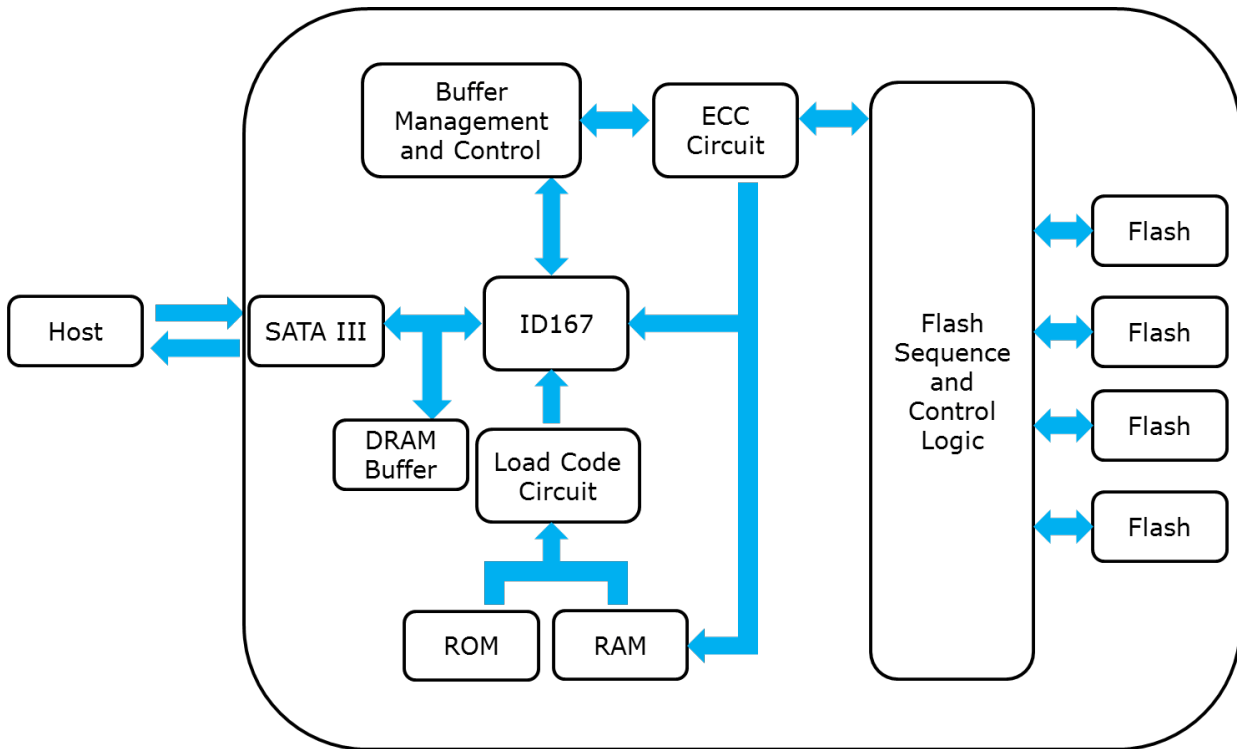 Buffer
Management
and Control
ECC
Circuit
Flash
Host
SATA III
ID167
Flash
Sequence
and
Control
Logic
Flash
DRAM
Buffer
Load Code
Circuit
Flash
Flash
ROM
RAM